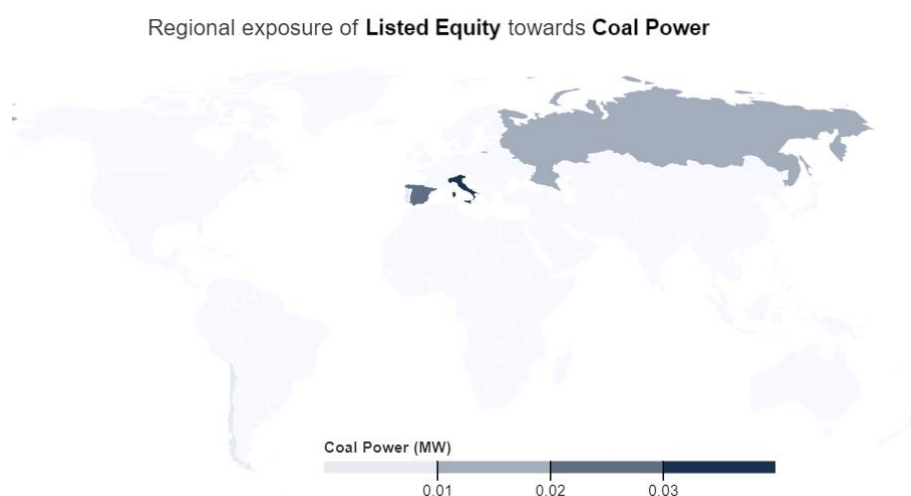 Regional exposure of Listed Equity towards Coal Power
Coal Power (MW)
0.01 0.02 0.03